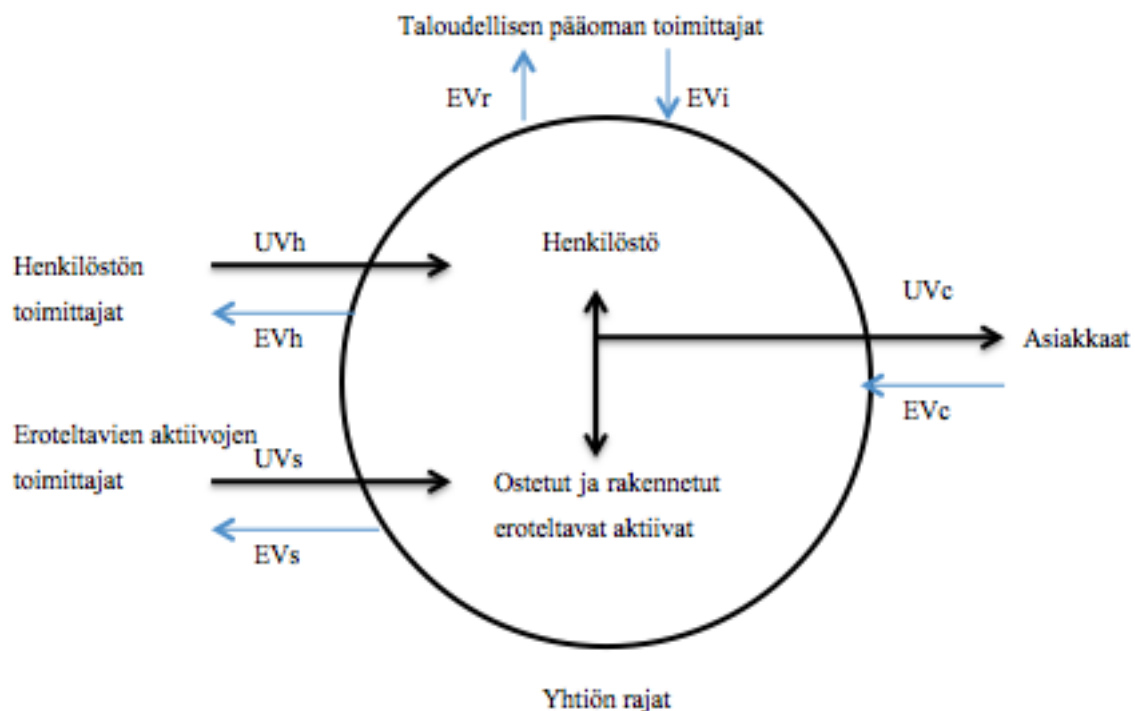 Taloudellisen pääoman toimittajat
EVr
EVi
UVh
Henkilöstö
Henkilöstön
toimittajat
EVh
UVc
Asiakkaat
EVc
Eroteltavien aktiivojen
toimittajat
UVs
Ostetut ja rakennetut
eroteltavat aktiivat
EVs
Yhtiön rajat